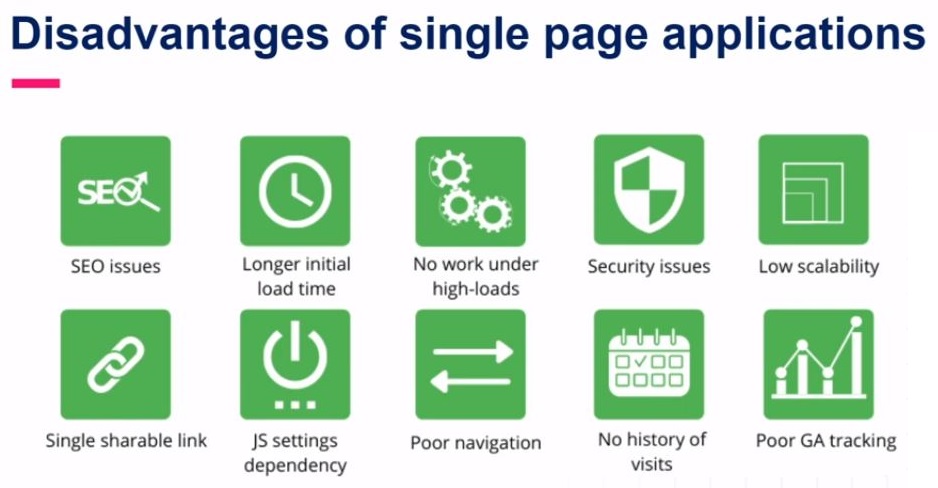 Disadvantages of single page applications
SEO
SEO issues
Longer initial
load time
No work under
high-loads
Security issues
Low scalability
Single sharable link
JS settings
dependency
Poor navigation
No history of
visits
Poor GA tracking